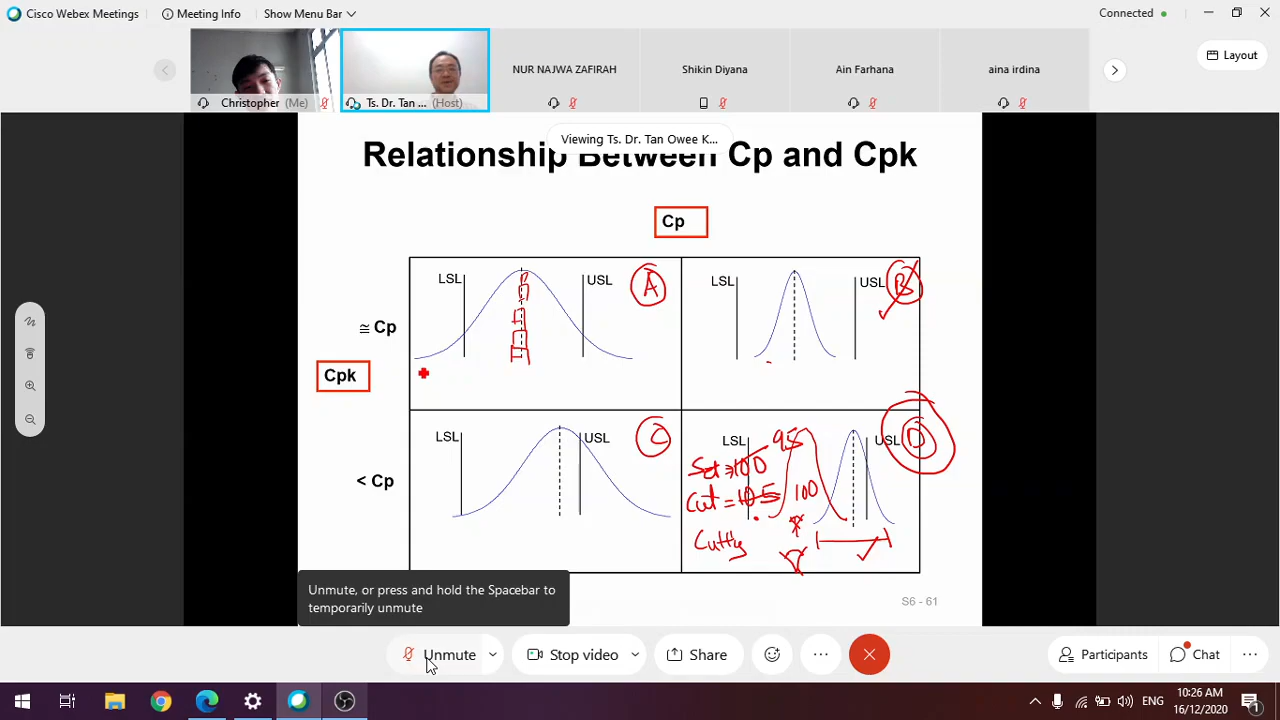 Cisco Webex Meetings
Meeting Info
Show Menu Bar
Connected
Layout
Christopher (Me)
Ts. Dr. Tan ... (Host)
NUR NAJWA ZAFIRAH
Shikin Diyana
Ain Farhana
aina irdina
Viewing Ts. Dr. Tan Owee K...
Relationship Between Cp and Cpk
Cp
LSL
USL
A
LSL
USL
B
≅ Cp
Cpk
LSL
USL
C
LSL
USL
D
< Cp
Set 100 95
Cut = 105 100
Unmute, or press and hold the Spacebar to
temporarily unmute
S6 - 61
Unmute
Stop video
Share
Participants
Chat
ENG
10:26 AM
16/12/2020
1